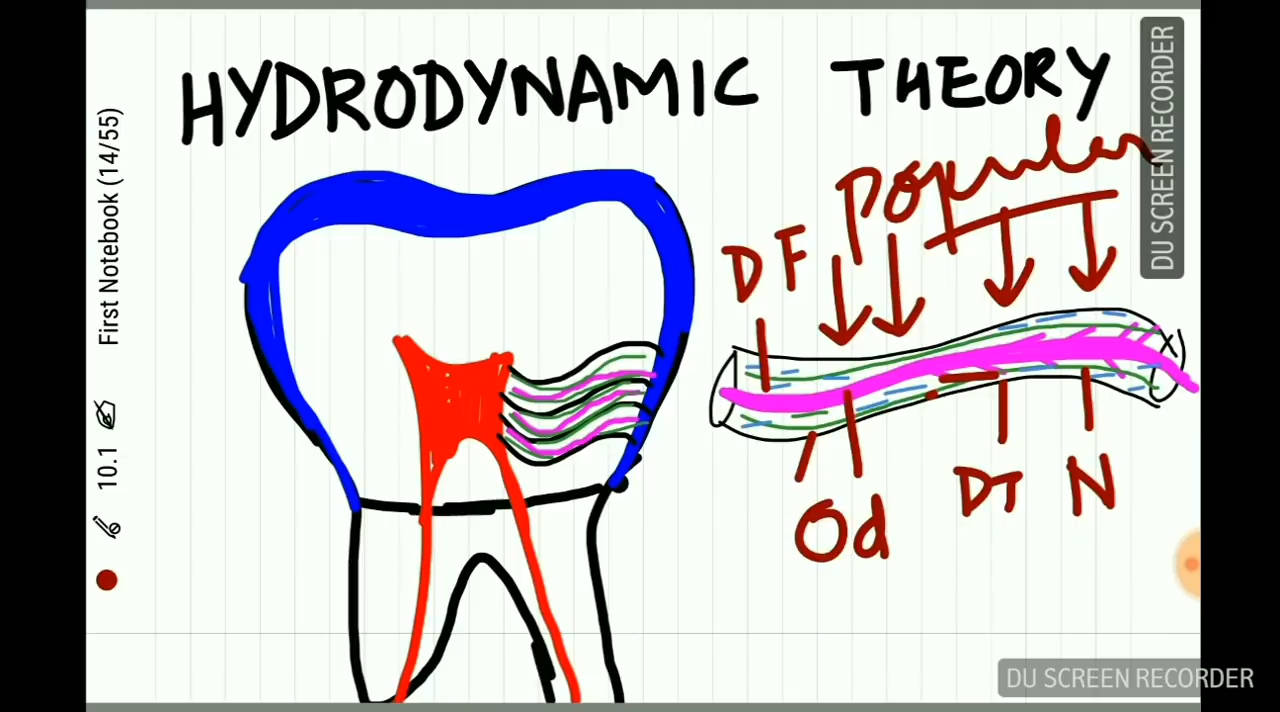 HYDRODYNAMIC THEORY
Popular
DF
Od
DT
N
X
First Notebook (14/55)
10.1
DU SCREEN RECORDER
DU SCREEN RECORDER